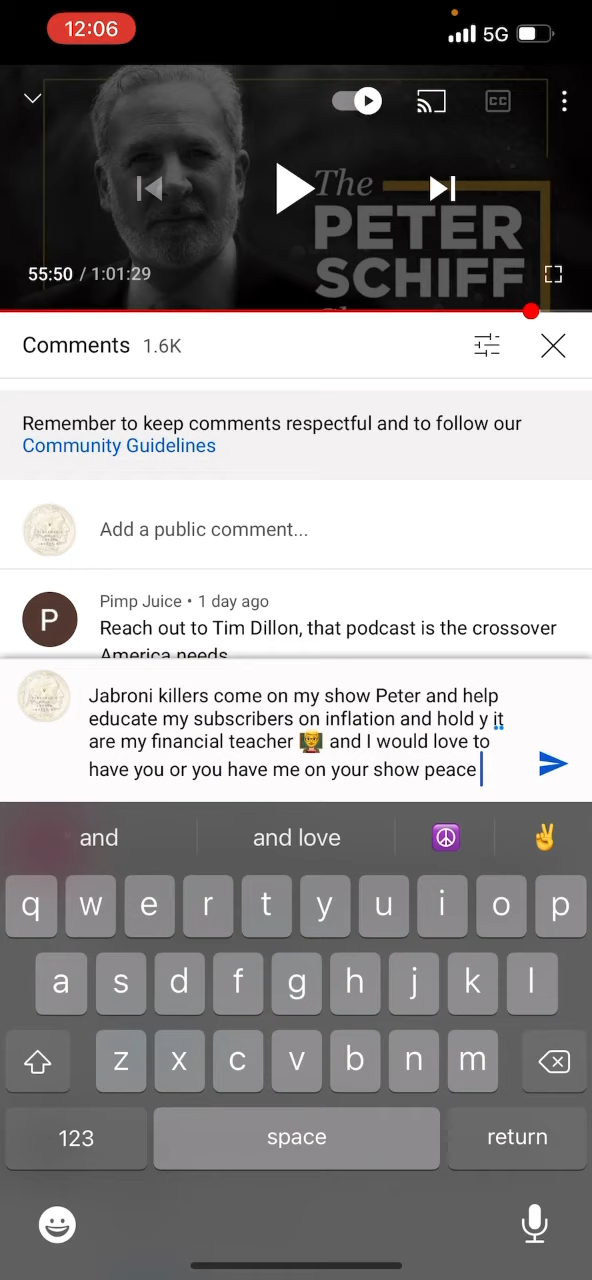 12:06
5G
CC
The
PETER
SCHIFF
55:50 / 1:01:29
Comments 1.6K
Remember to keep comments respectful and to follow our
Community Guidelines
Add a public comment...
P
Pimp Juice • 1 day ago
Reach out to Tim Dillon, that podcast is the crossover
America needs
Jabroni killers come on my show Peter and help
educate my subscribers on inflation and hold y it
are my financial teacher 👨‍🏫 and I would love to
have you or you have me on your show peace
and and love ☮️ ✌️
q w e r t y u i o p
a s d f g h j k l
z x c v b n m
123 space return